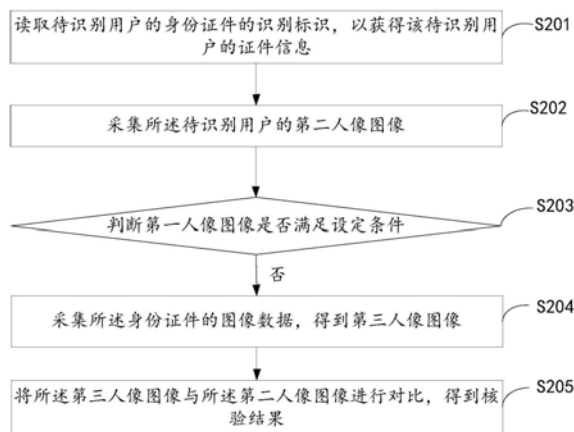 读取待识别用户的身份证件的识别标识，以获得该待识别用
户的证件信息
S201
采集所述待识别用户的第二人像图像
S202
判断第一人像图像是否满足设定条件
S203
否
采集所述身份证件的图像数据，得到第三人像图像
S204
将所述第三人像图像与所述第二人像图像进行对比，得到核
验结果
S205